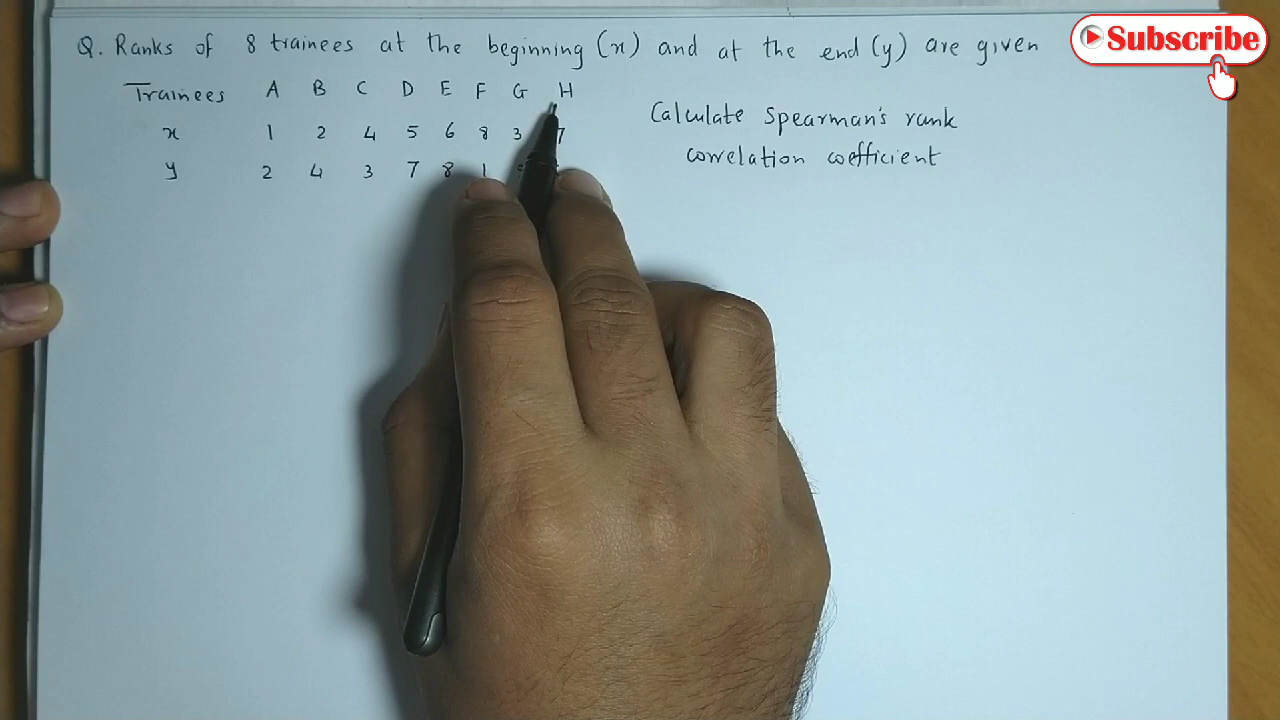 Subscribe
Q. Ranks of 8 trainees at the beginning (x) and at the end (y) are given
Trainees A B C D E F G H
x 1 2 4 5 6 8 3 7
y 2 4 3 7 8 1
Calculate Spearman's rank
correlation coefficient